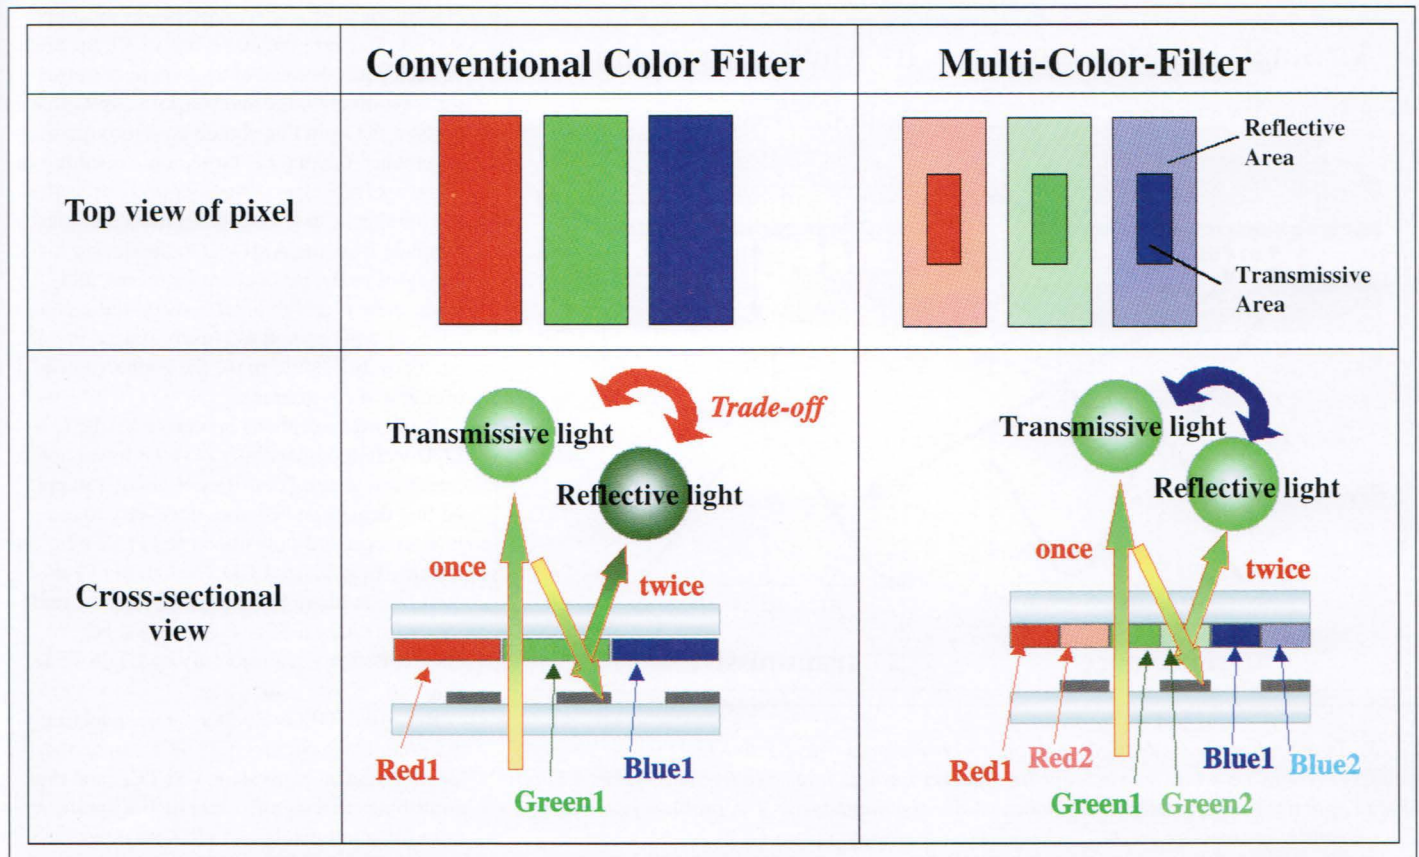 Conventional Color Filter
Multi-Color-Filter
Top view of pixel
Reflective
Area
Transmissive
Area
Cross-sectional
view
Transmissive light
Trade-off
Reflective light
once
twice
Red1
Green1
Blue1
Transmissive light
Reflective light
once
twice
Red1
Red2
Green1
Green2
Blue1
Blue2